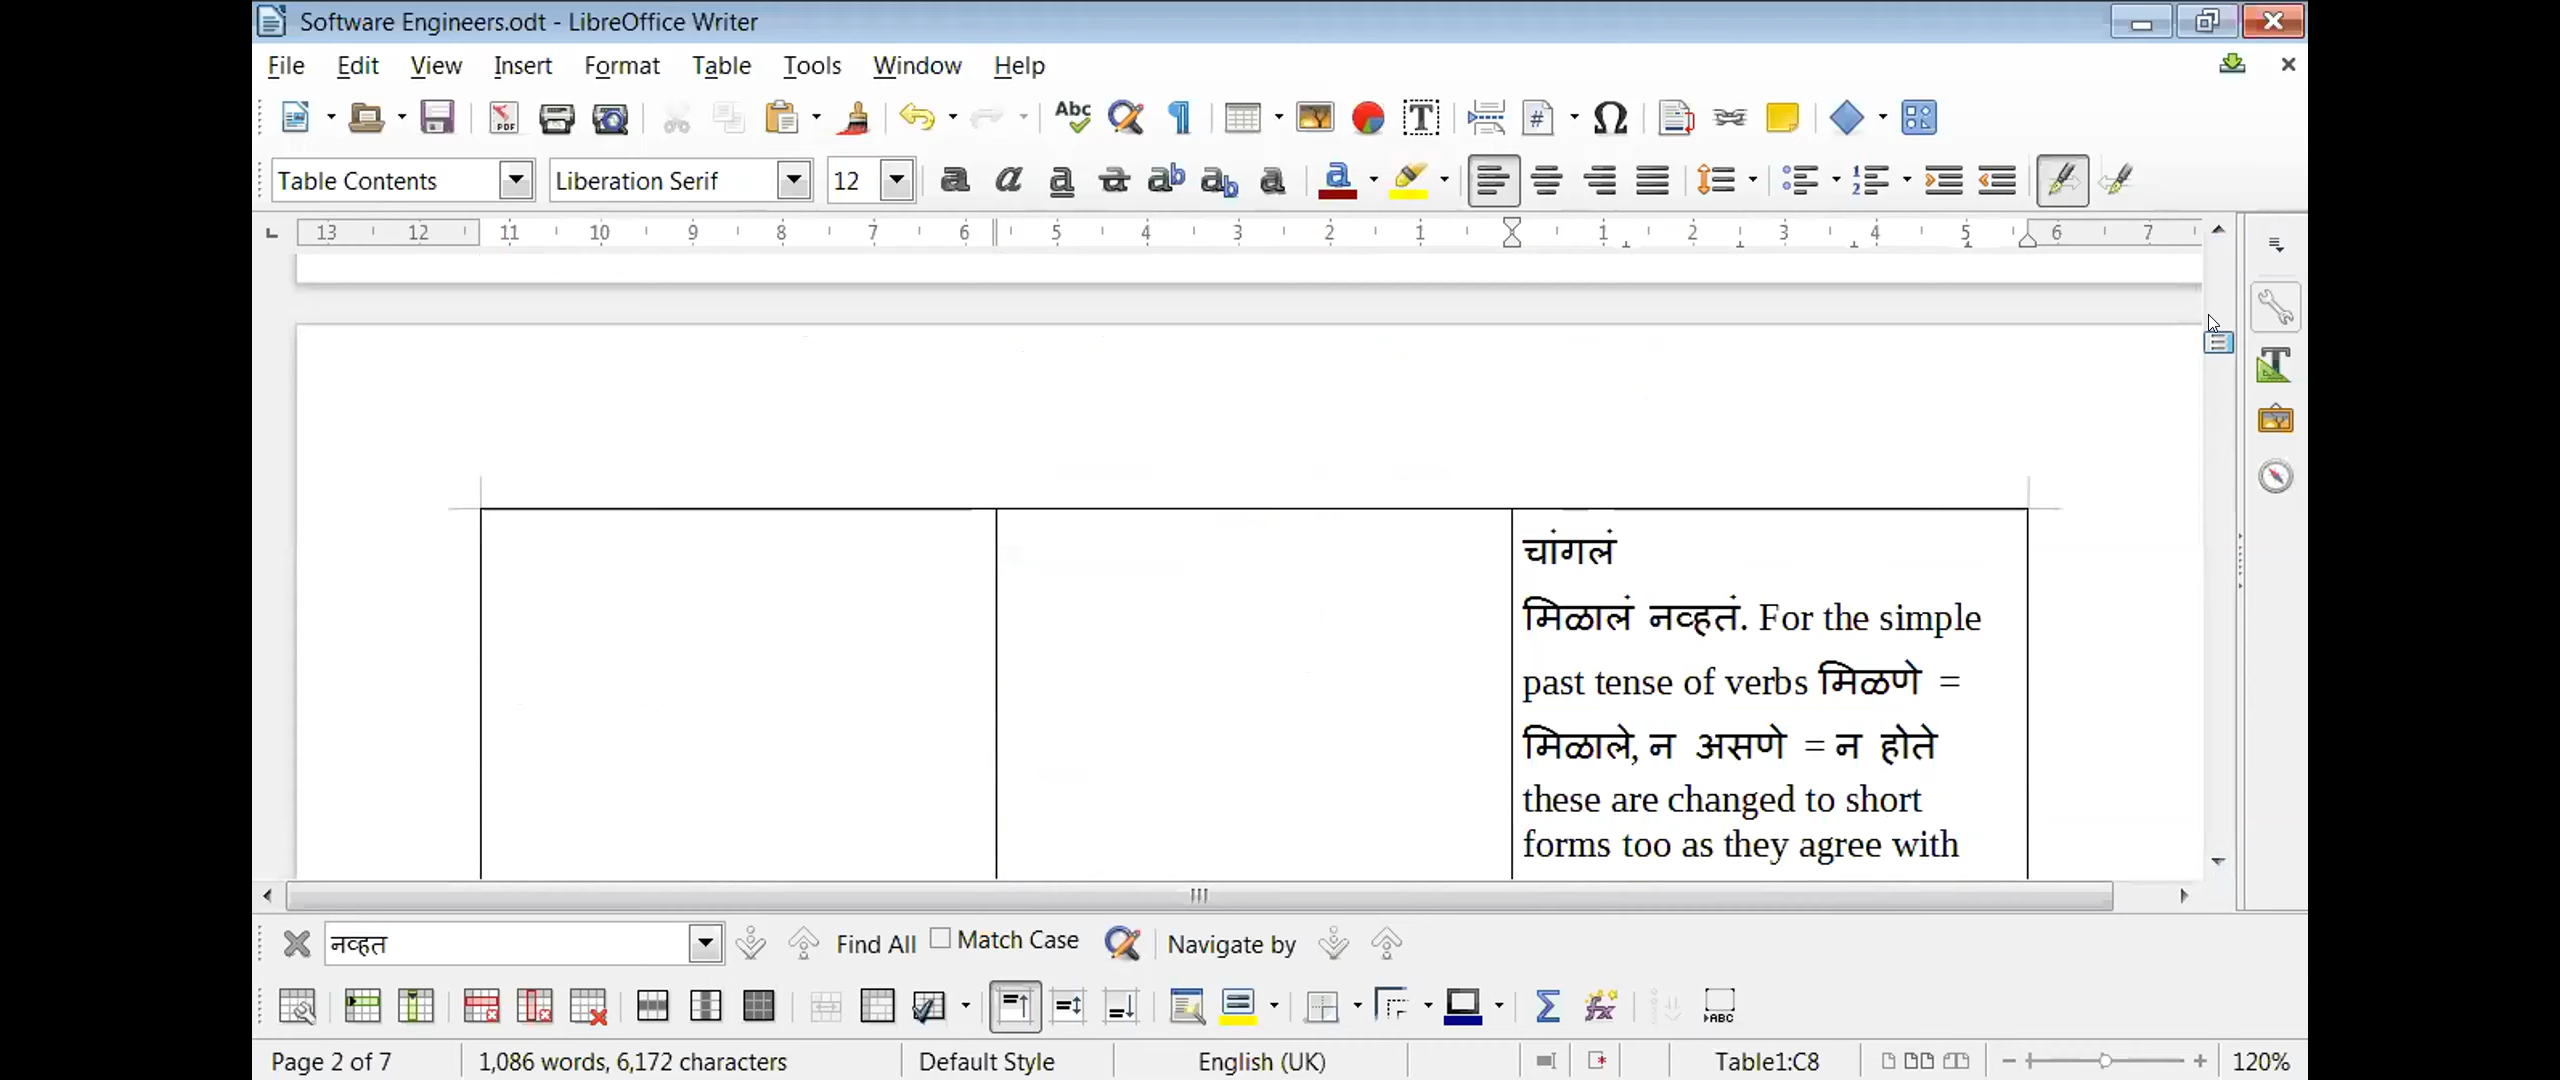 Software Engineers.odt - LibreOffice Writer
File Edit View Insert Format Table Tools Window Help
Table Contents Liberation Serif 12
13 12 11 10 9 8 7 6 5 4 3 2 1 1 2 3 4 5 6 7
चांगलं
मिळालं नव्हतं. For the simple
past tense of verbs मिळणे =
मिळाले, न असणे = न होते
these are changed to short
forms too as they agree with
नव्हत Find All Match Case Navigate by
Page 2 of 7 1,086 words, 6,172 characters Default Style English (UK) Table1:C8 120%